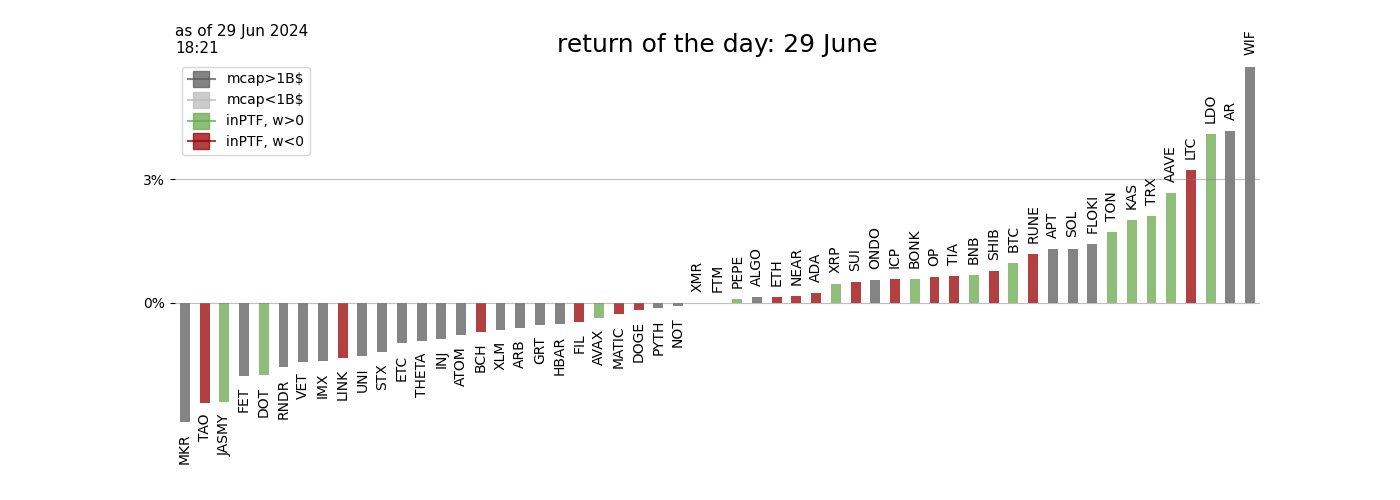 as of 29 Jun 2024
18:21
return of the day: 29 June
mcap>1B$
mcap<1B$
inPTF, w>0
inPTF, w<0
3%
0%
MKR
TAO
JASMY
FET
DOT
RNDR
VET
IMX
LINK
UNI
STX
ETC
THETA
INJ
ATOM
BCH
XLM
ARB
GRT
HBAR
FIL
AVAX
MATIC
DOGE
PYTH
NOT
XMR
FTM
PEPE
ALGO
ETH
NEAR
ADA
XRP
SUI
ONDO
ICP
BONK
OP
TIA
BNB
SHIB
BTC
RUNE
APT
SOL
FLOKI
TON
KAS
TRX
AAVE
LTC
LDO
AR
WIF